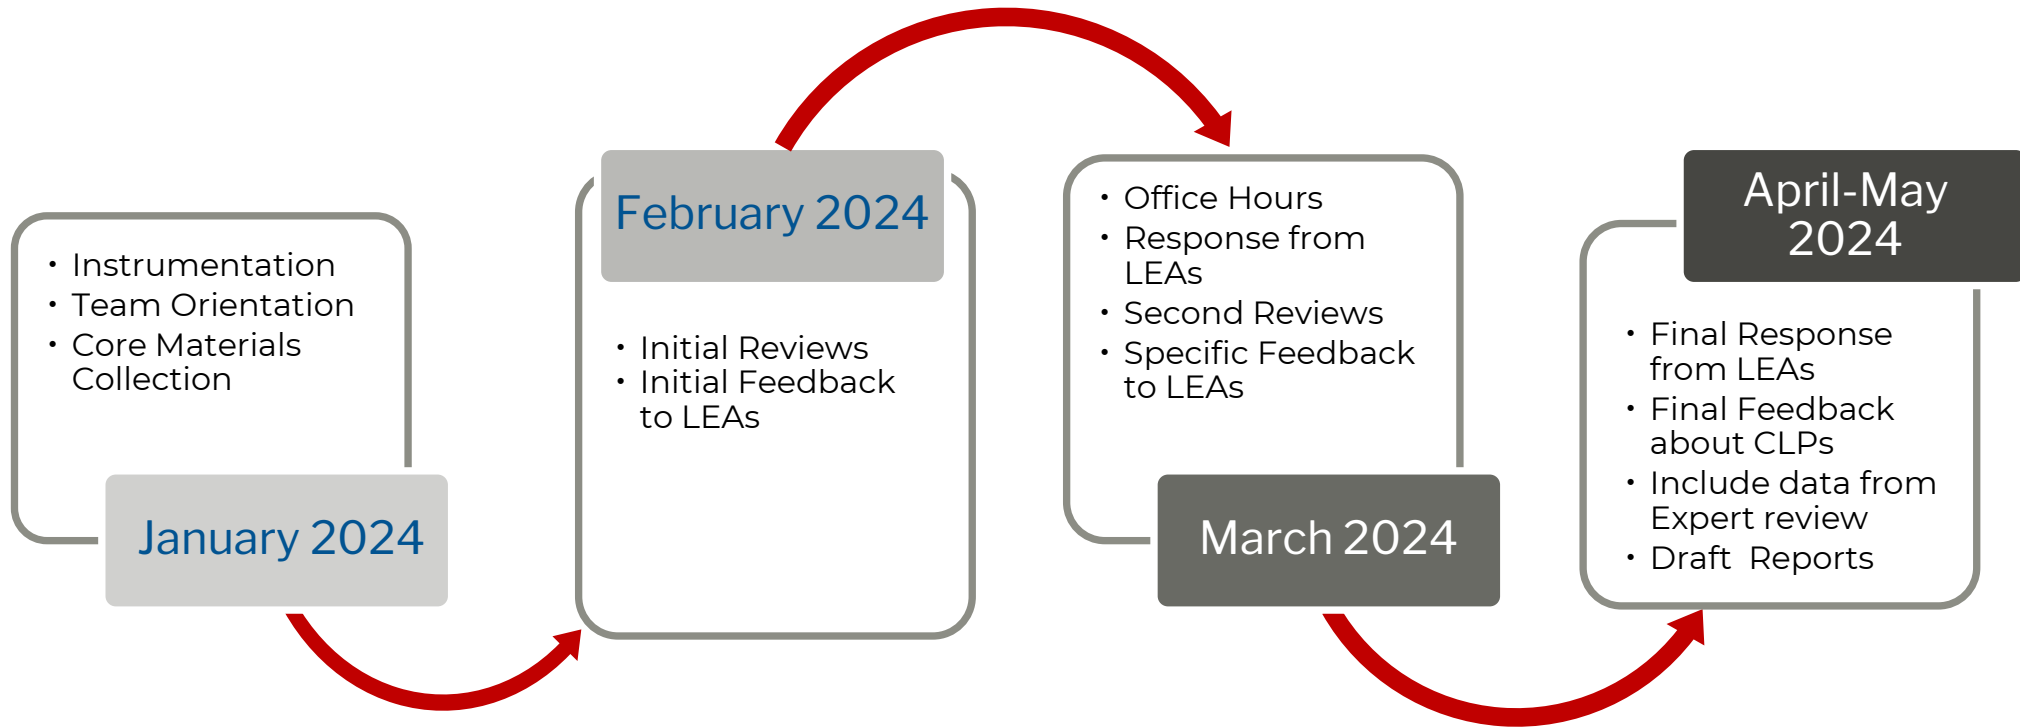 • Instrumentation
• Team Orientation
• Core Materials
Collection
January 2024
February 2024
• Initial Reviews
• Initial Feedback
to LEAs
• Office Hours
• Response from
LEAs
• Second Reviews
• Specific Feedback
to LEAs
March 2024
April-May
2024
• Final Response
from LEAs
• Final Feedback
about CLPs
• Include data from
Expert review
• Draft  Reports